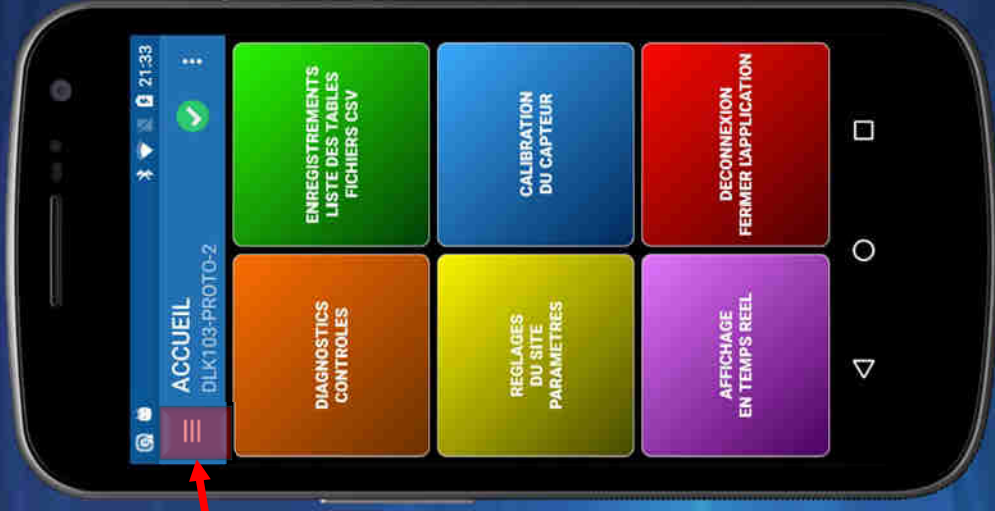 21:33
ACCUEIL
DLK103-PROTO-2
DIAGNOSTICS
CONTROLES
ENREGISTREMENTS
LISTE DES TABLES
FICHIERS CSV
REGLAGES
DU SITE
PARAMETRES
CALIBRATION
DU CAPTEUR
AFFICHAGE
EN TEMPS REEL
DECONNEXION
FERMER L'APPLICATION